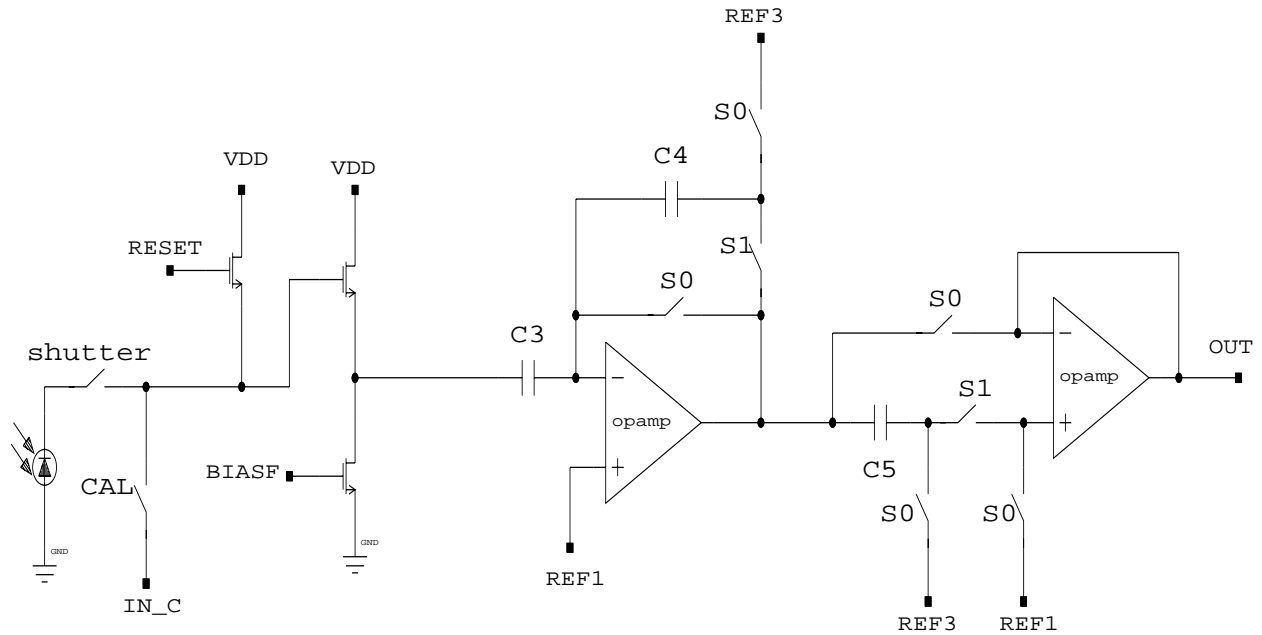 REF3
S0
C4
VDD
VDD
RESET
S1
S0
S0
C3
shutter
OUT
opamp
S1
opamp
C5
BIASF
CAL
S0
S0
GND
GND
REF1
IN_C
REF3
REF1